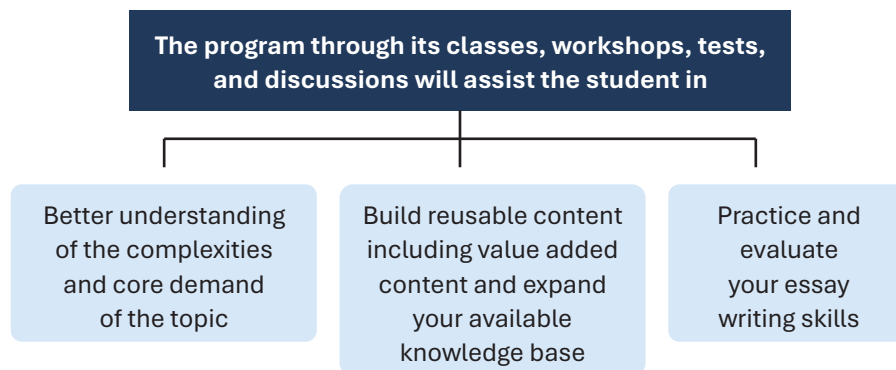 The program through its classes, workshops, tests,
and discussions will assist the student in
Better understanding
of the complexities
and core demand
of the topic
Build reusable content
including value added
content and expand
your available
knowledge base
Practice and
evaluate
your essay
writing skills